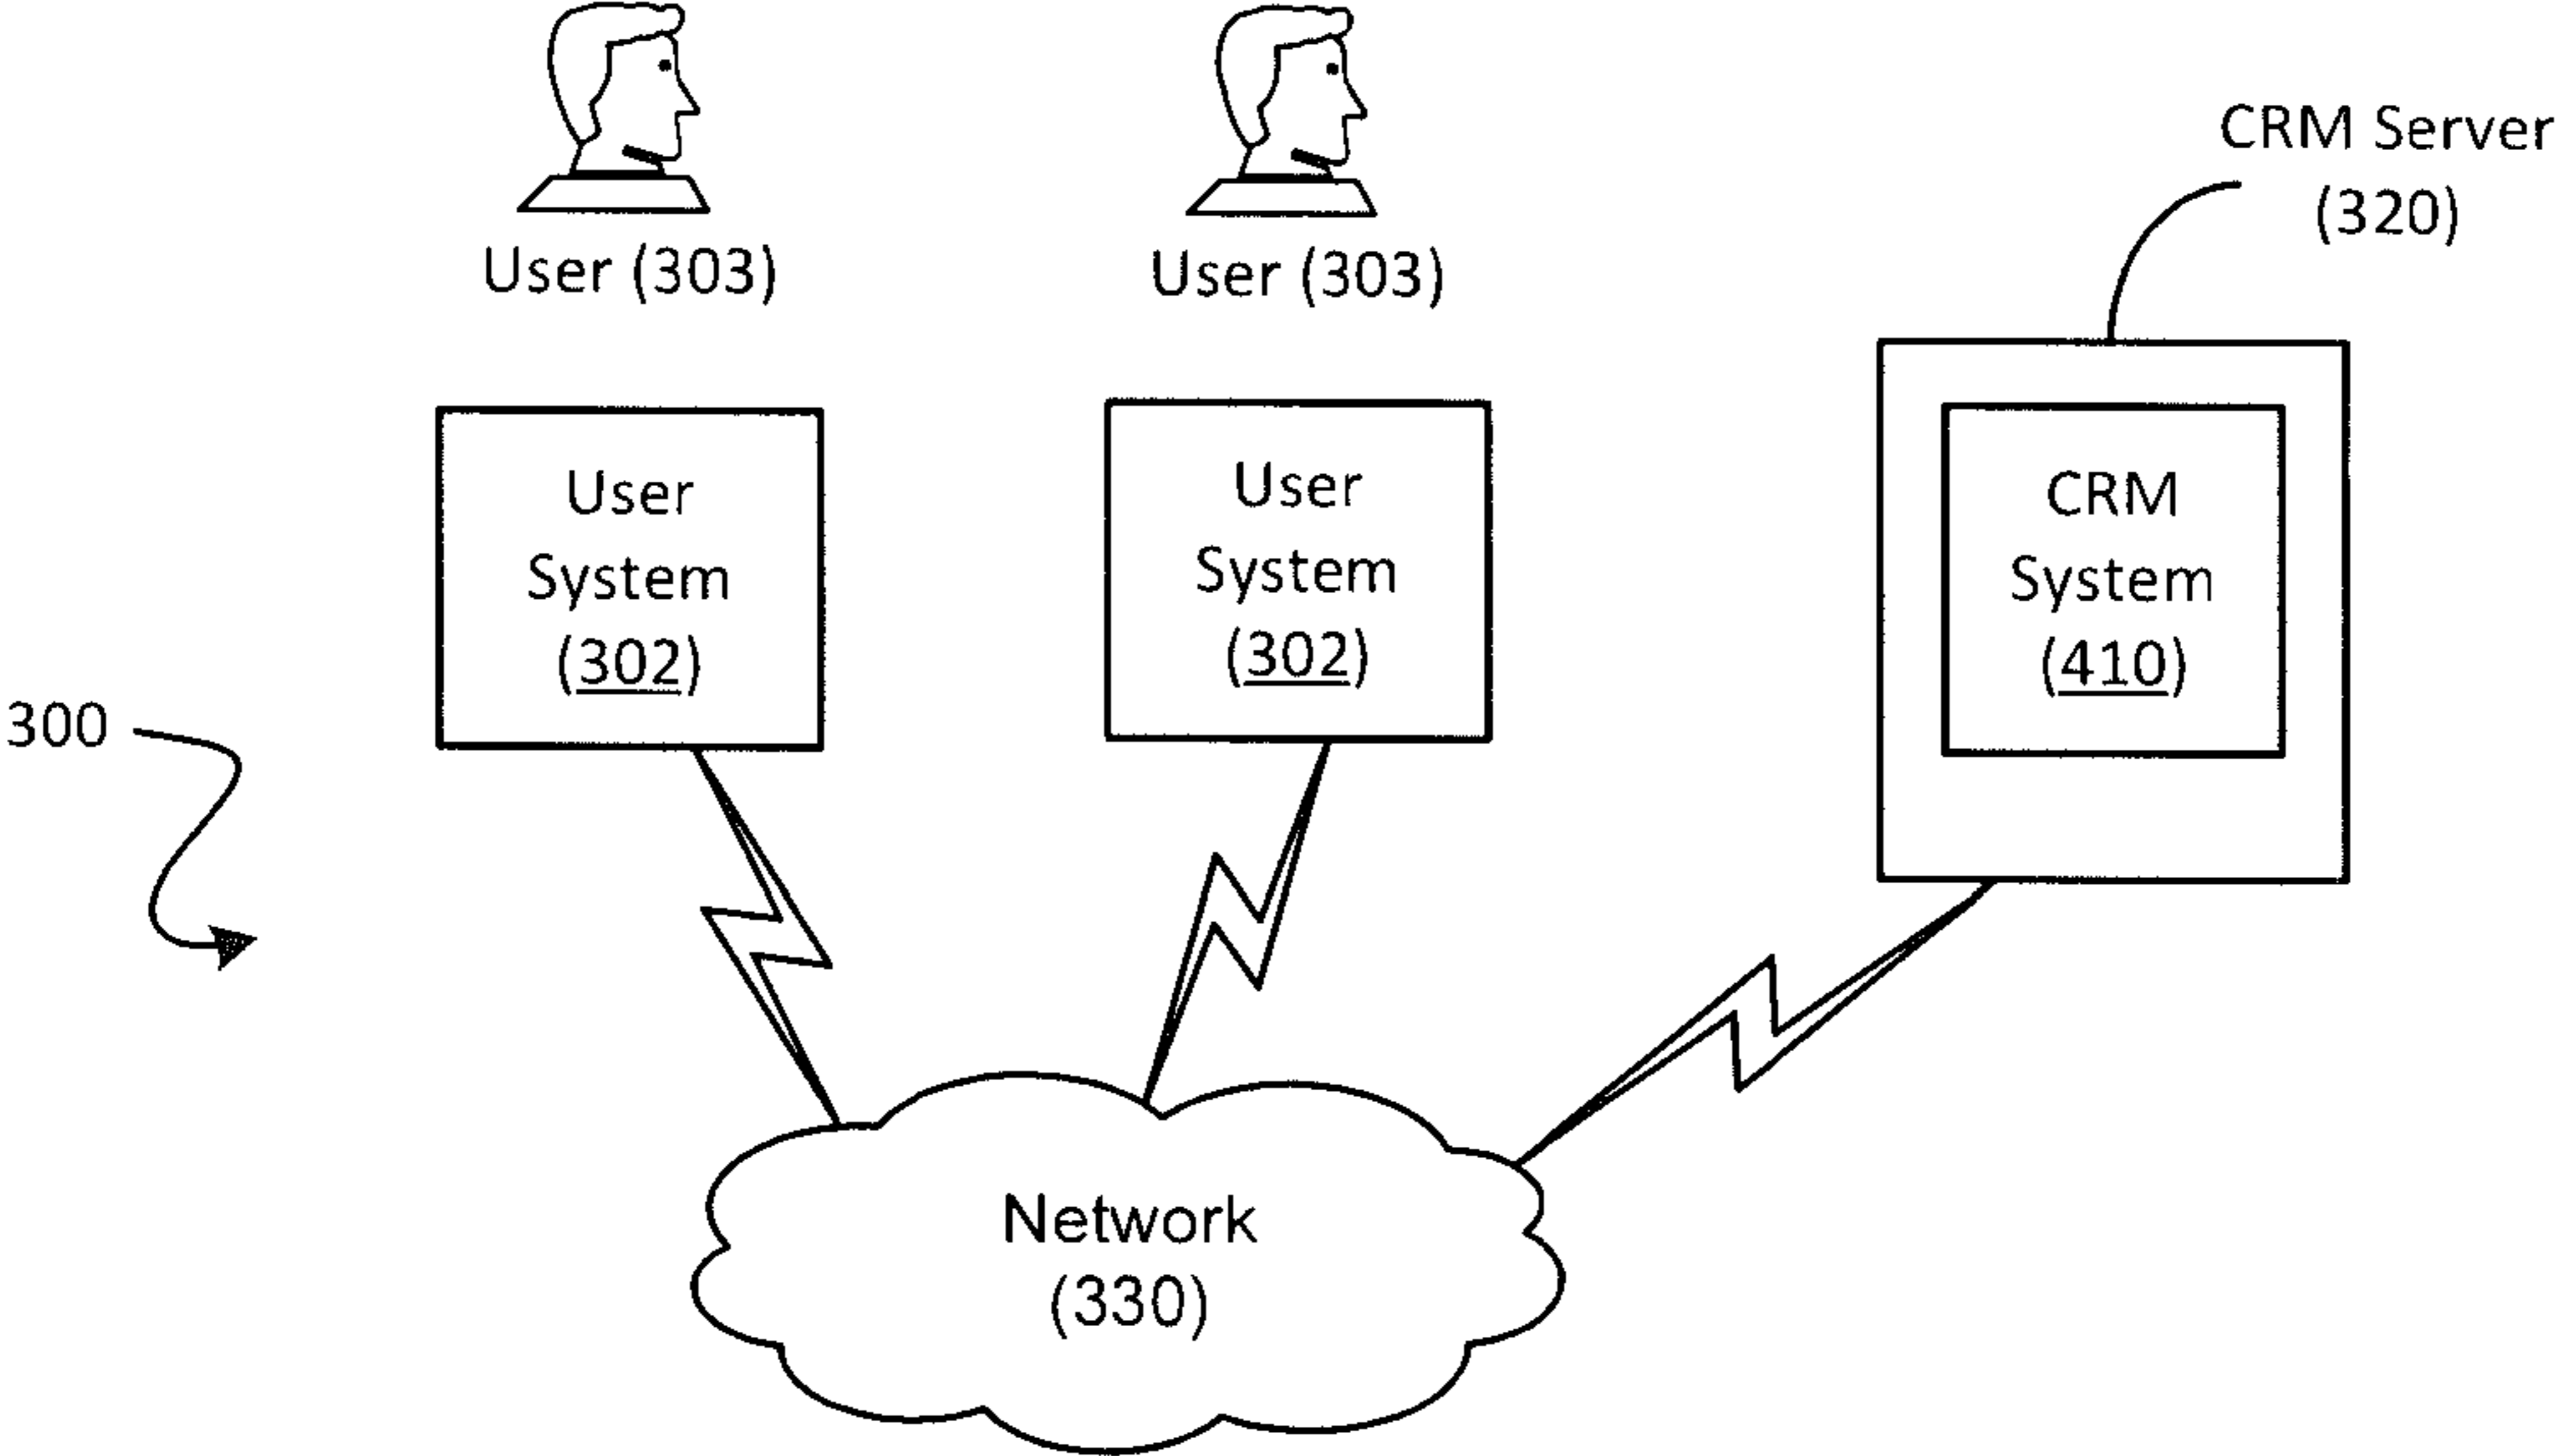 User (303)
User (303)
CRM Server
(320)
User
System
(302)
User
System
(302)
CRM
System
(410)
300
Network
(330)